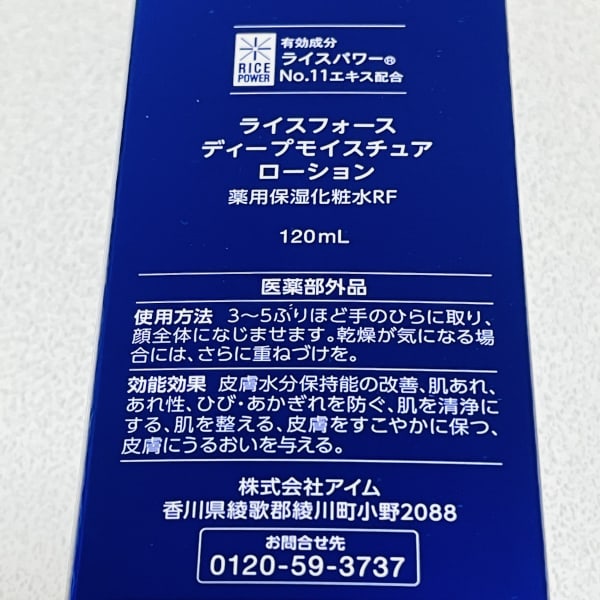 RICE
POWER
有効成分
ライスパワー®
No.11エキス配合
ライスフォース
ディープモイスチュア
ローション
薬用保湿化粧水RF
120mL
医薬部外品
使用方法 3〜5ぷりほど手のひらに取り、
顔全体になじませます。乾燥が気になる場
合には、さらに重ねづけを。
効能効果 皮膚水分保持能の改善、肌あれ、
あれ性、ひび・あかぎれを防ぐ、肌を清浄に
する、肌を整える、皮膚をすこやかに保つ、
皮膚にうるおいを与える。
株式会社アイム
香川県綾歌郡綾川町小野2088
お問合せ先
0120-59-3737